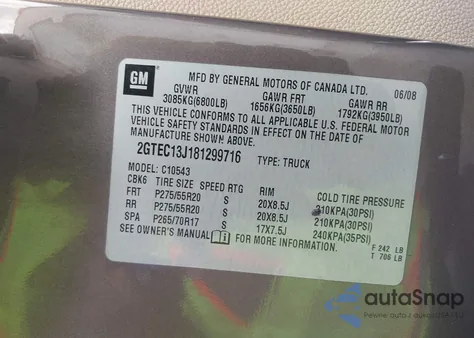 GM
MFD BY GENERAL MOTORS OF CANADA LTD. 06/08
GVWR GAWR FRT GAWR RR
3085KG(6800LB) 1656KG(3650LB) 1792KG(3950LB)
THIS VEHICLE CONFORMS TO ALL APPLICABLE U.S. FEDERAL MOTOR
VEHICLE SAFETY STANDARDS IN EFFECT ON THE DATE OF
MANUFACTURE SHOWN ABOVE.
2GTEC13J181299716 TYPE: TRUCK
C10543
CBK6 TIRE SIZE SPEED RTG RIM COLD TIRE PRESSURE
FRT P275/55R20 S 20X8.5J 210KPA(30PSI)
RR P275/55R20 S 20X8.5J 210KPA(30PSI)
SPA P265/70R17 S 17X7.5J 240KPA(35PSI)
SEE OWNER'S MANUAL FOR MORE INFORMATION.
F 242 LB
T 706 LB
autaSnap